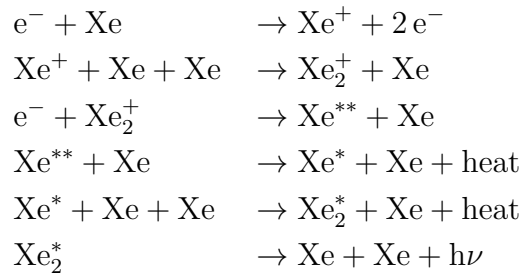 e⁻ + Xe → Xe⁺ + 2 e⁻
Xe⁺ + Xe + Xe → Xe₂⁺ + Xe
e⁻ + Xe₂⁺ → Xe** + Xe
Xe** + Xe → Xe* + Xe + heat
Xe* + Xe + Xe → Xe₂* + Xe + heat
Xe₂* → Xe + Xe + hν